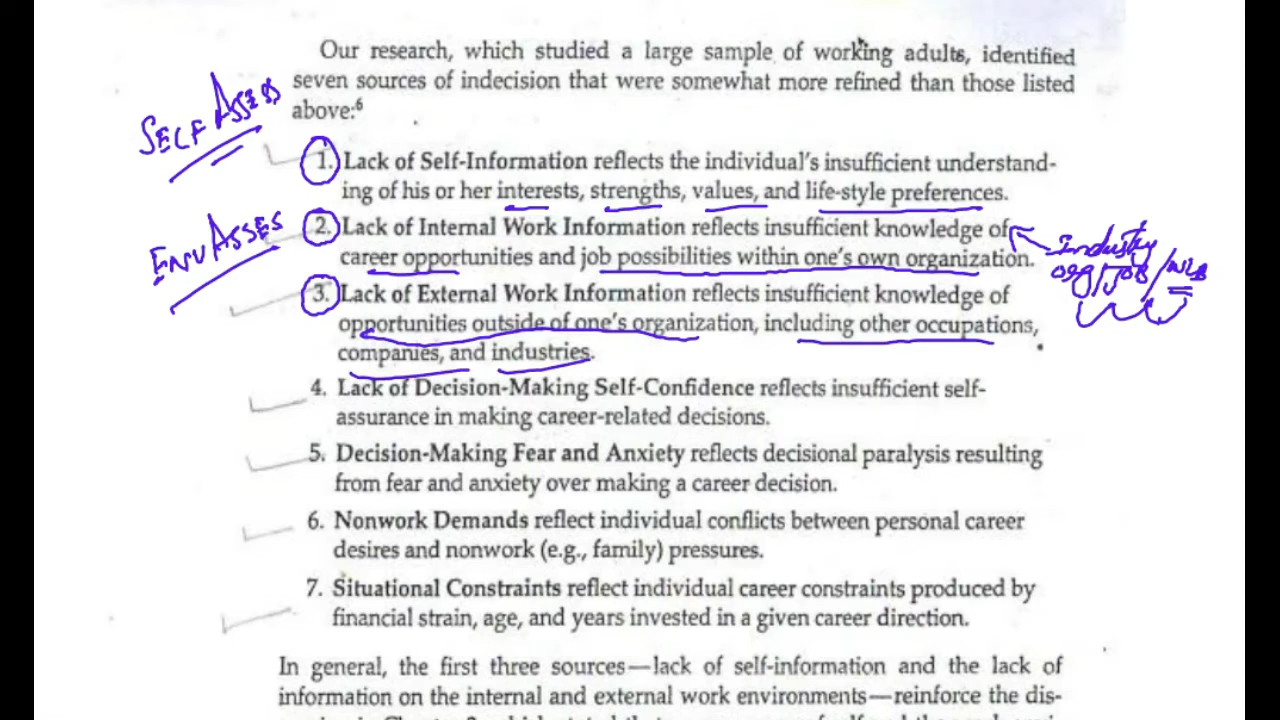 Our research, which studied a large sample of working adults, identified
seven sources of indecision that were somewhat more refined than those listed
above:6
SELF ASSESS
1. Lack of Self-Information reflects the individual's insufficient understand-
ing of his or her interests, strengths, values, and life-style preferences.
ENV ASSES
2. Lack of Internal Work Information reflects insufficient knowledge of
career opportunities and job possibilities within one's own organization.
Industry
org/JOB/WLB
3. Lack of External Work Information reflects insufficient knowledge of
opportunities outside of one's organization, including other occupations,
companies, and industries.
4. Lack of Decision-Making Self-Confidence reflects insufficient self-
assurance in making career-related decisions.
5. Decision-Making Fear and Anxiety reflects decisional paralysis resulting
from fear and anxiety over making a career decision.
6. Nonwork Demands reflect individual conflicts between personal career
desires and nonwork (e.g., family) pressures.
7. Situational Constraints reflect individual career constraints produced by
financial strain, age, and years invested in a given career direction.
In general, the first three sources—lack of self-information and the lack of
information on the internal and external work environments—reinforce the dis-